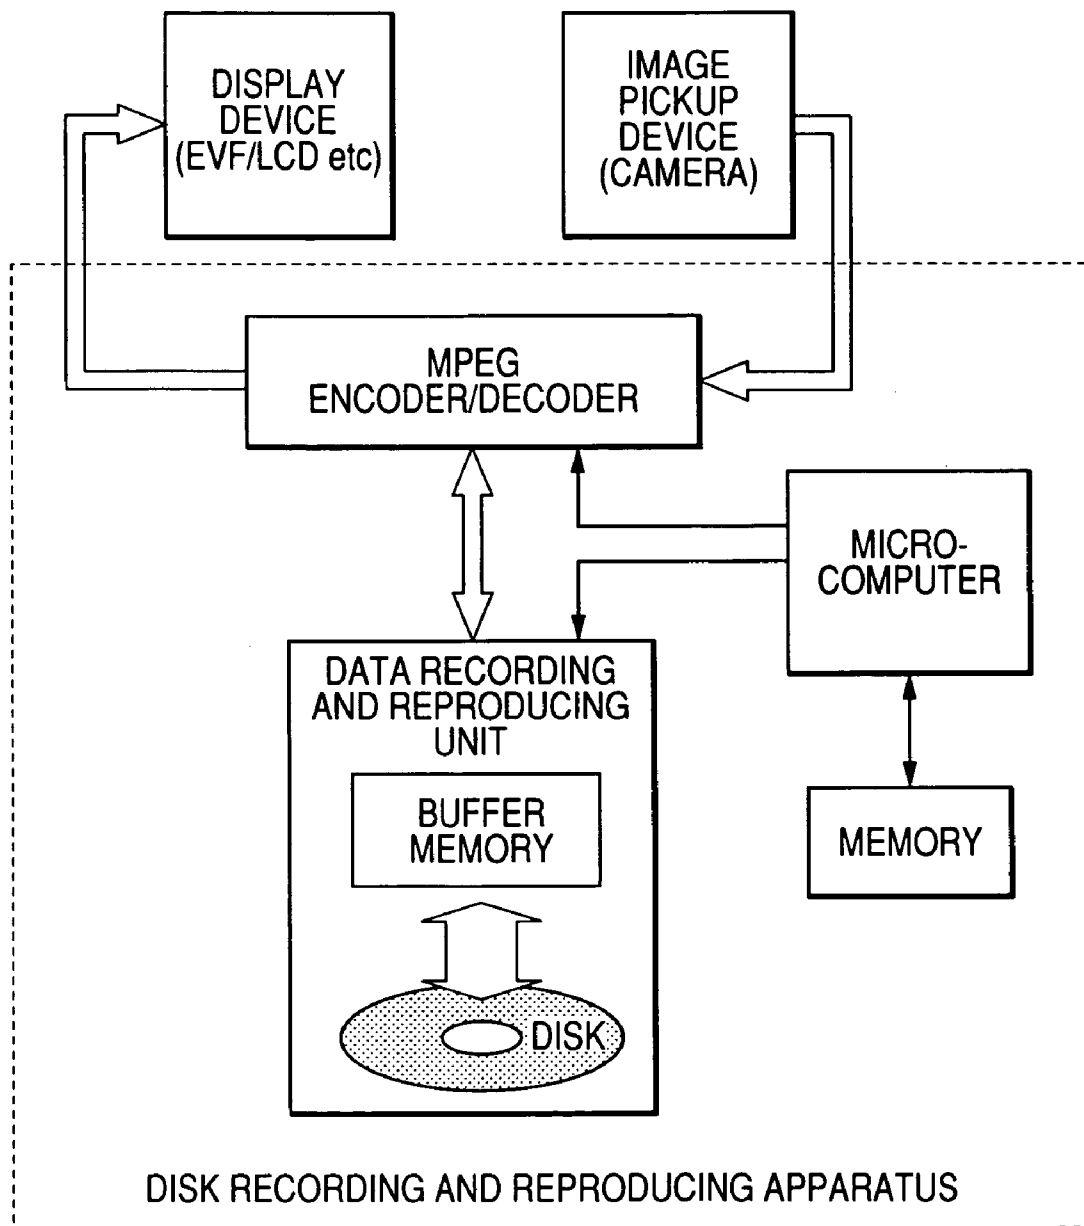 DISPLAY
DEVICE
(EVF/LCD etc)
IMAGE
PICKUP
DEVICE
(CAMERA)
MPEG
ENCODER/DECODER
MICRO-
COMPUTER
DATA RECORDING
AND REPRODUCING
UNIT
BUFFER
MEMORY
MEMORY
DISK
DISK RECORDING AND REPRODUCING APPARATUS